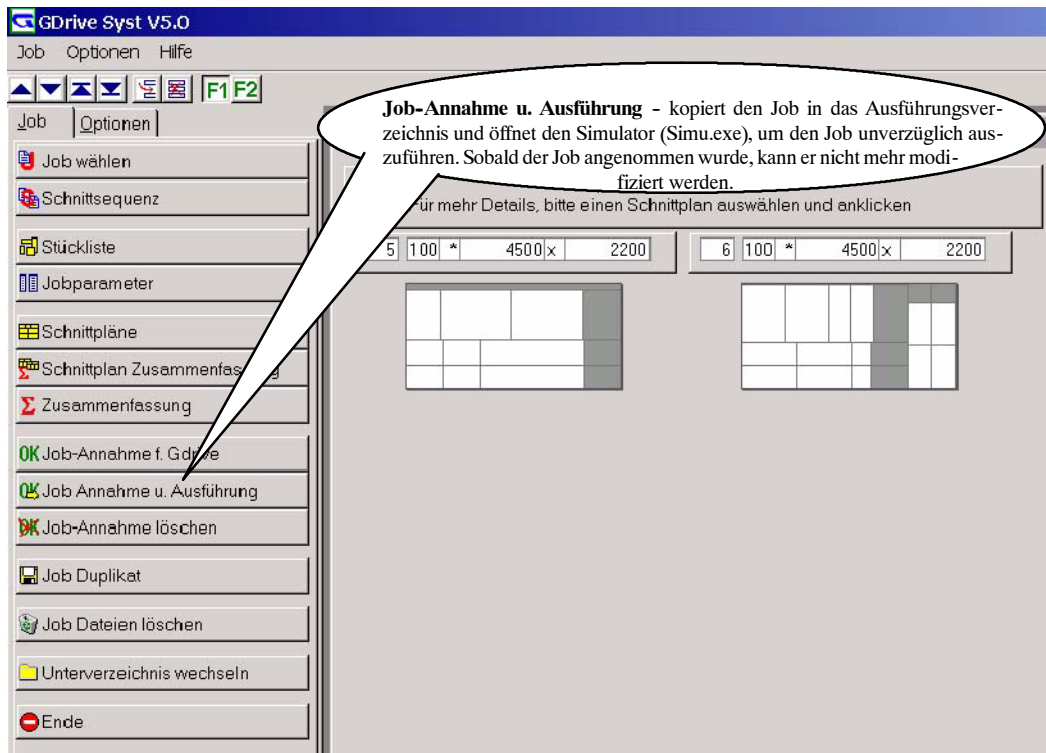 GDrive Syst V5.0
Job Optionen Hilfe
F1 F2
Job Optionen
Job-Annahme u. Ausführung - kopiert den Job in das Ausführungsver-
zeichnis und öffnet den Simulator (Simu.exe), um den Job unverzüglich aus-
zuführen. Sobald der Job angenommen wurde, kann er nicht mehr modi-
fiziert werden.
Job wählen
Schnittsequenz
ür mehr Details, bitte einen Schnittplan auswählen und anklicken
Stückliste
5 100 * 4500 x 2200 6 100 * 4500 x 2200
Jobparameter
Schnittpläne
Schnittplan Zusammenfas g
Σ Zusammenfassung
OK Job-Annahme f. Gdrive
OK Job Annahme u. Ausführung
OK Job-Annahme löschen
Job Duplikat
Job Dateien löschen
Unterverzeichnis wechseln
Ende